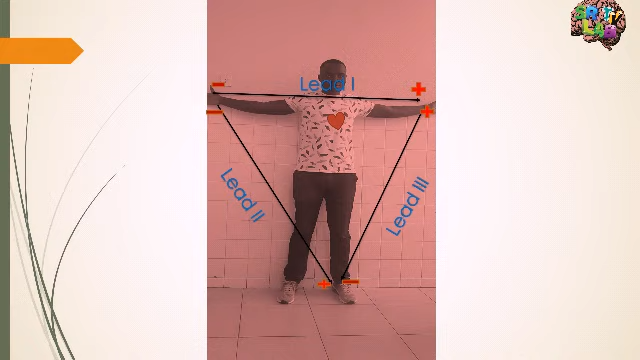 Lead I
- +
- +
Lead II
Lead III
+ -